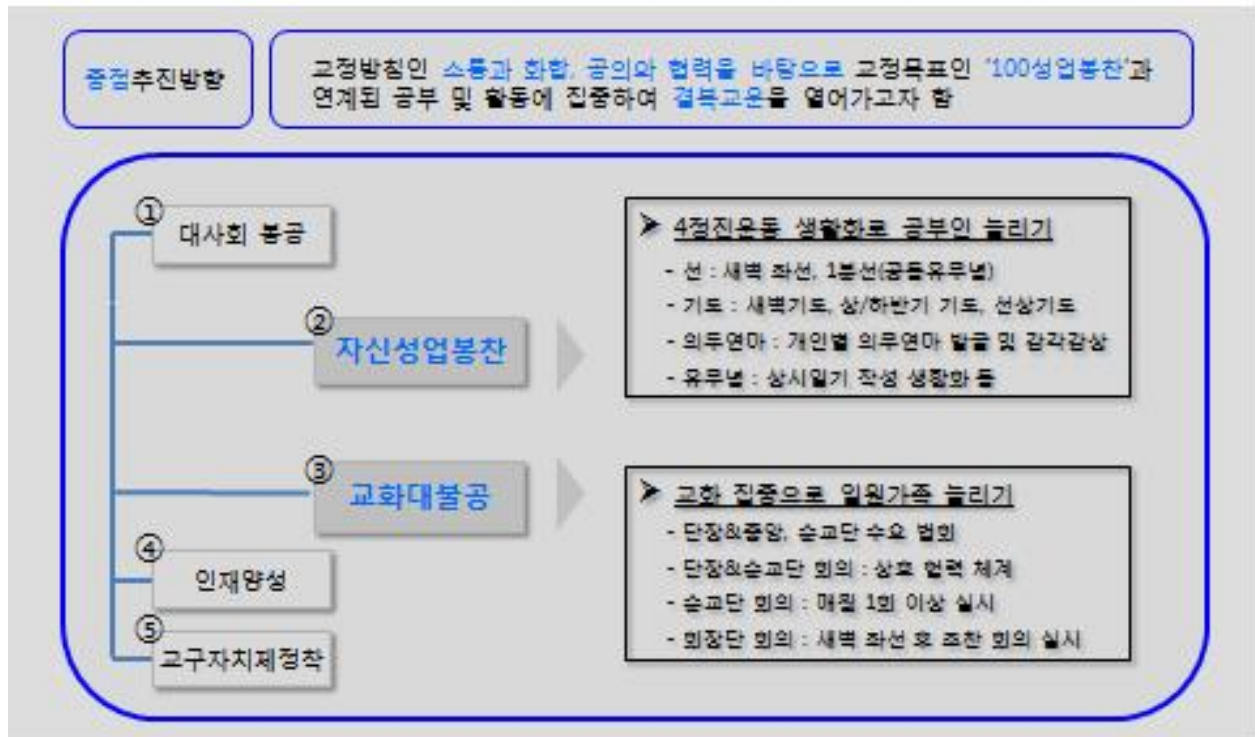 중점추진방향
교정방침인 소통과 화합, 공의와 협력을 바탕으로 교정목표인 '100성업봉찬'과
연계된 공부 및 활동에 집중하여 결복교운을 열어가고자 함
①
대사회 봉공
②
자신성업봉찬
③
교화대불공
④
인재양성
⑤
교구자치제정착
➤ 4정진운동 생활화로 공부인 늘리기
- 선 : 새벽 좌선, 1분선(공동유무념)
- 기도 : 새벽기도, 상/하반기 기도, 선상기도
- 의두연마 : 개인별 의두연마 발굴 및 감각감상
- 유무념 : 상시일기 작성 생활화 등
➤ 교화 집중으로 일원가족 늘리기
- 단장&중앙, 순교단 수요 법회
- 단장&순교단 회의 : 상호 협력 체계
- 순교단 회의 : 매월 1회 이상 실시
- 회장단 회의 : 새벽 좌선 후 조찬 회의 실시